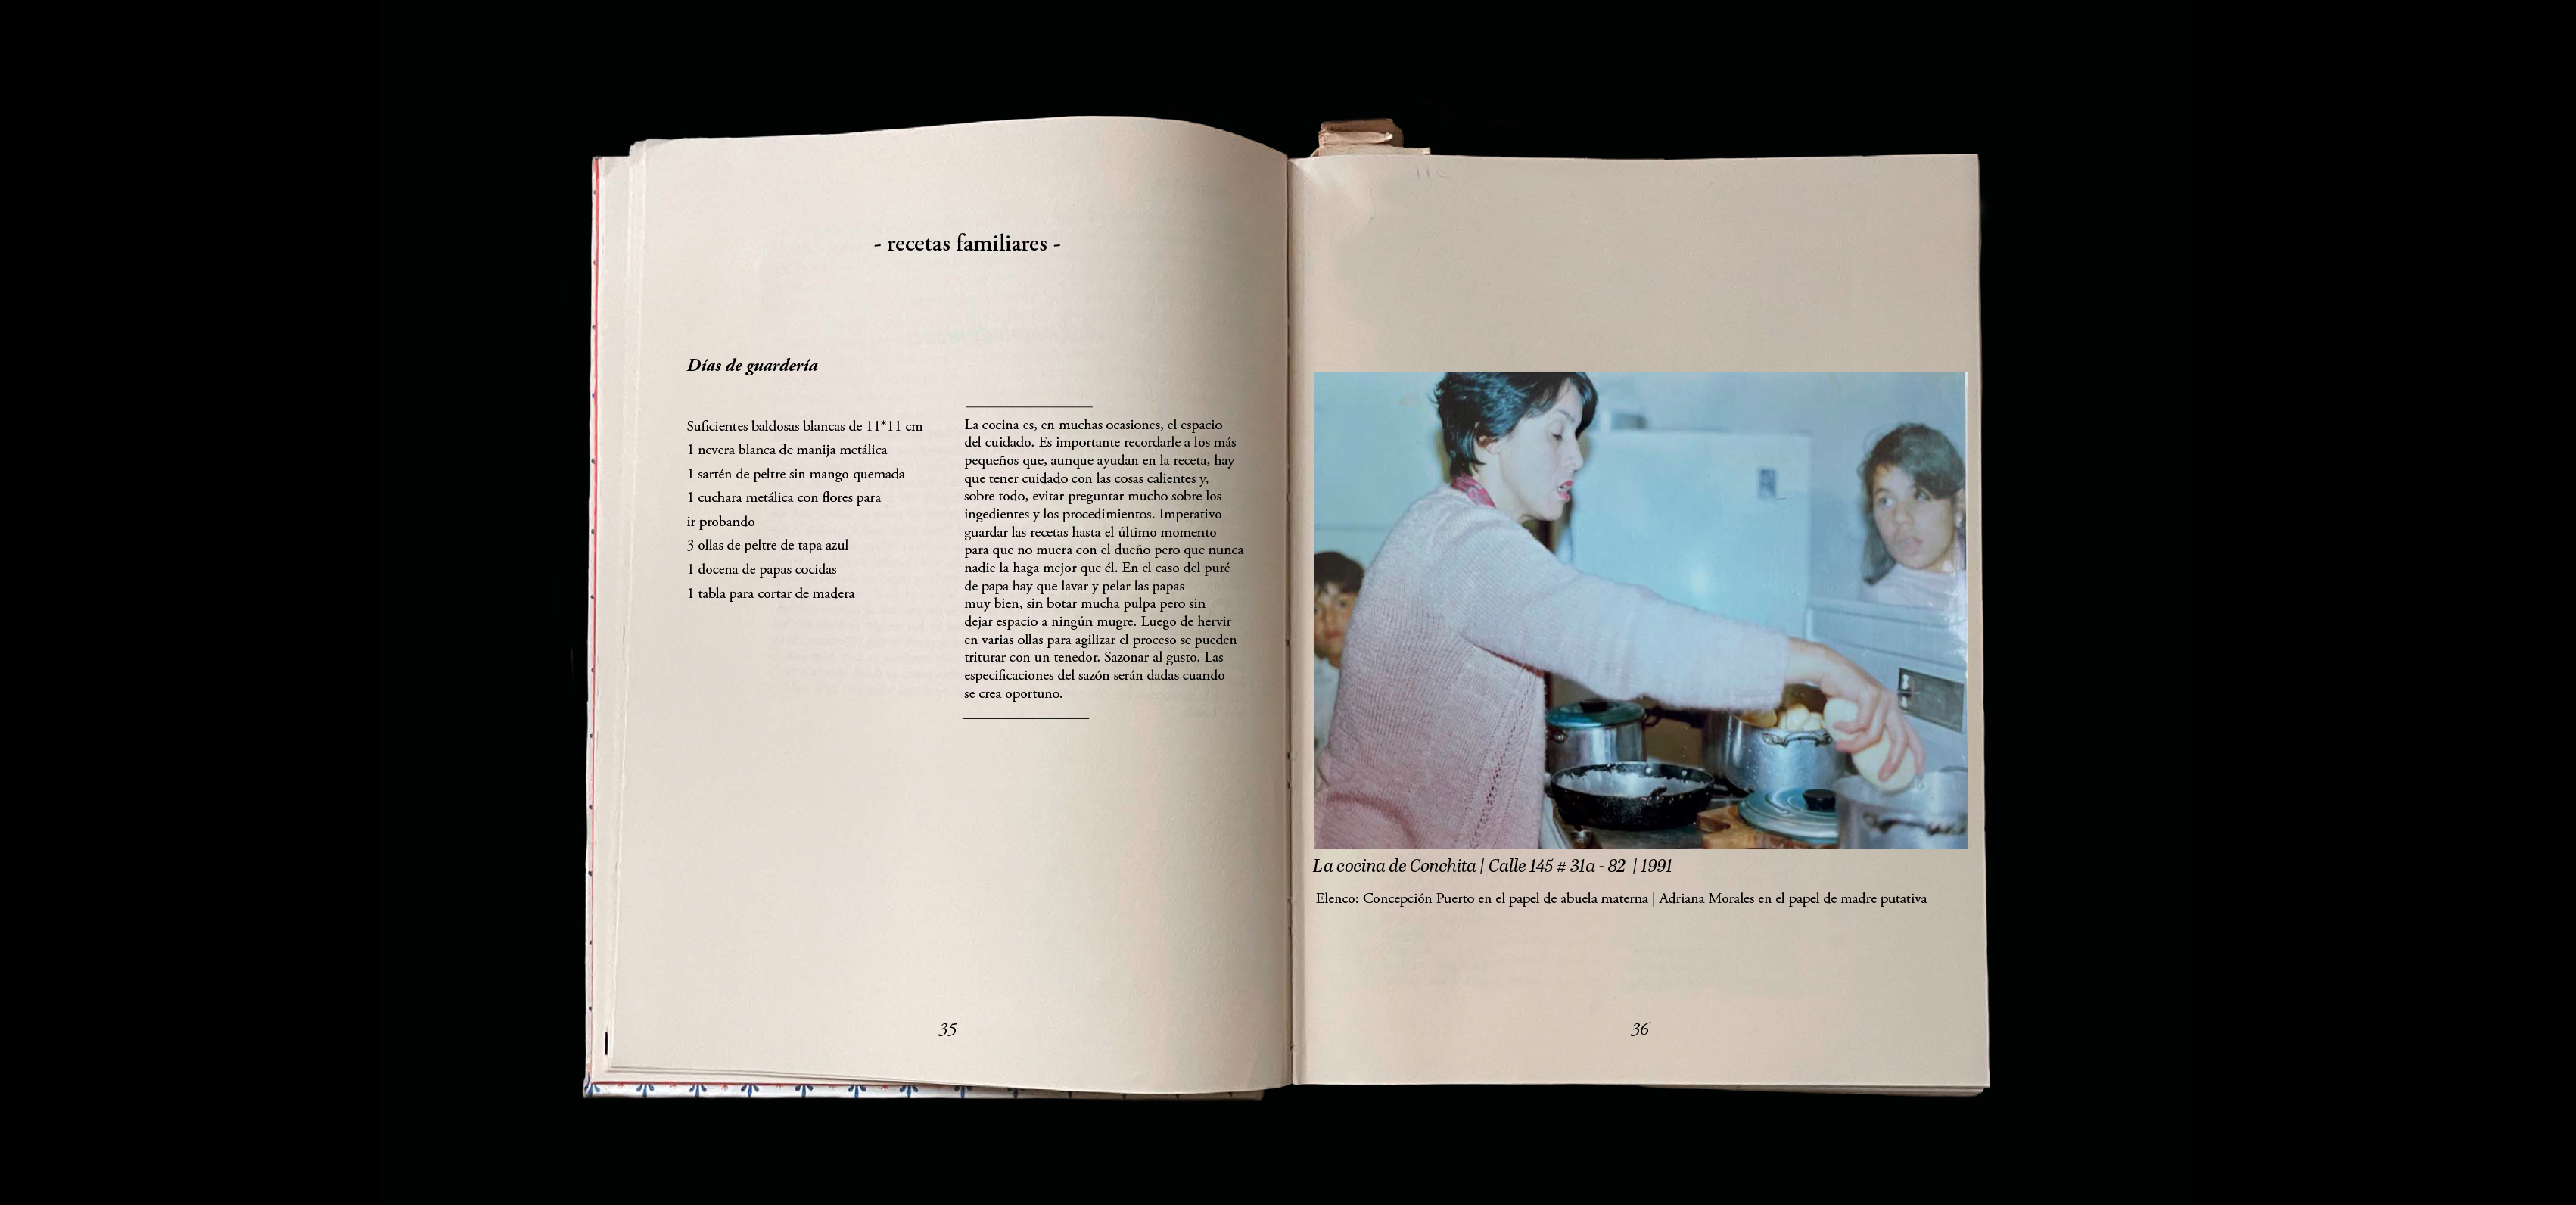 - recetas familiares -
Días de guardería
Suficientes baldosas blancas de 11*11 cm
1 nevera blanca de manija metálica
1 sartén de peltre sin mango quemada
1 cuchara metálica con flores para
ir probando
3 ollas de peltre de tapa azul
1 docena de papas cocidas
1 tabla para cortar de madera
La cocina es, en muchas ocasiones, el espacio
del cuidado. Es importante recordarle a los más
pequeños que, aunque ayudan en la receta, hay
que tener cuidado con las cosas calientes y,
sobre todo, evitar preguntar mucho sobre los
ingedientes y los procedimientos. Imperativo
guardar las recetas hasta el último momento
para que no muera con el dueño pero que nunca
nadie la haga mejor que él. En el caso del puré
de papa hay que lavar y pelar las papas
muy bien, sin botar mucha pulpa pero sin
dejar espacio a ningún mugre. Luego de hervir
en varias ollas para agilizar el proceso se pueden
triturar con un tenedor. Sazonar al gusto. Las
especificaciones del sazón serán dadas cuando
se crea oportuno.
35
La cocina de Conchita | Calle 145 # 31a - 82 | 1991
Elenco: Concepción Puerto en el papel de abuela materna | Adriana Morales en el papel de madre putativa
36